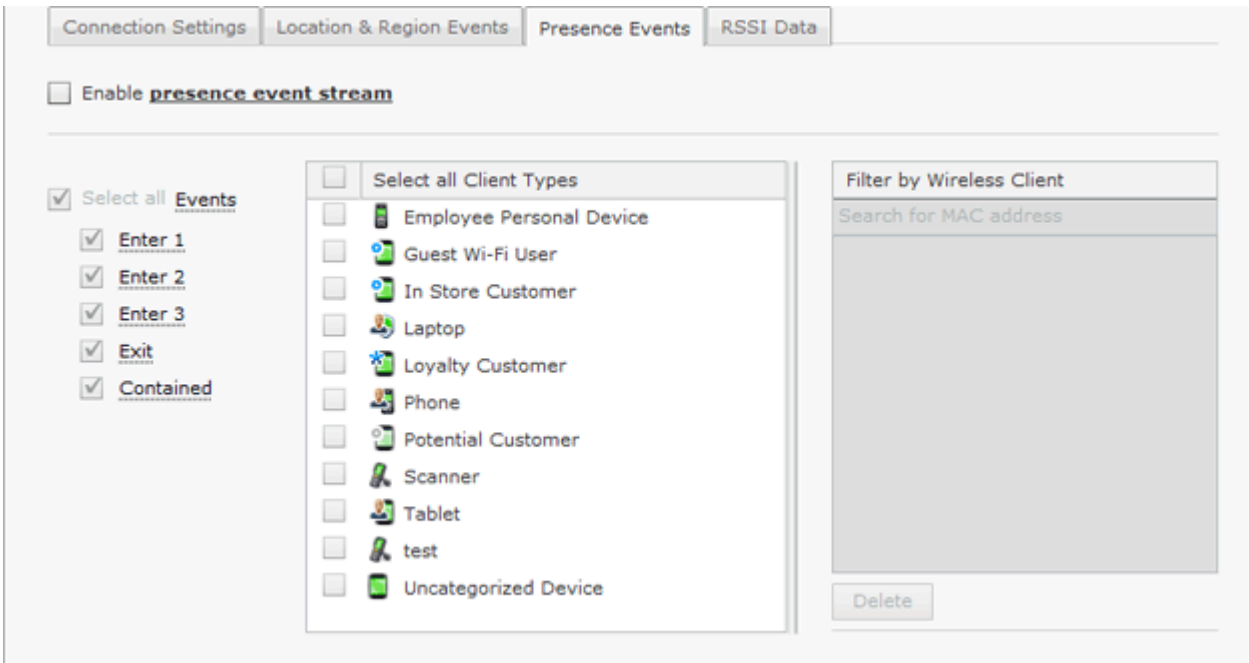 Connection Settings Location & Region Events Presence Events RSSI Data
Enable presence event stream
Select all Events
Enter 1
Enter 2
Enter 3
Exit
Contained
Select all Client Types
Employee Personal Device
Guest Wi-Fi User
In Store Customer
Laptop
Loyalty Customer
Phone
Potential Customer
Scanner
Tablet
test
Uncategorized Device
Filter by Wireless Client
Search for MAC address
Delete